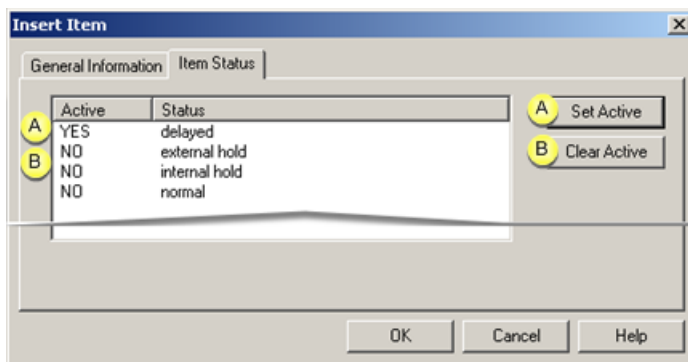 Insert Item
General Information Item Status
Active Status
A YES delayed
B NO external hold
NO internal hold
NO normal
A Set Active
B Clear Active
OK Cancel Help